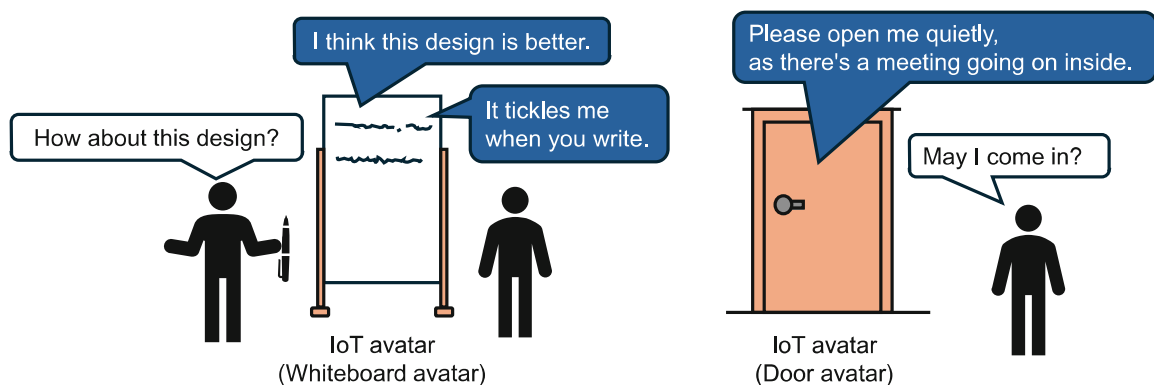 I think this design is better.
How about this design?
It tickles me
when you write.
IoT avatar
(Whiteboard avatar)
Please open me quietly,
as there's a meeting going on inside.
May I come in?
IoT avatar
(Door avatar)